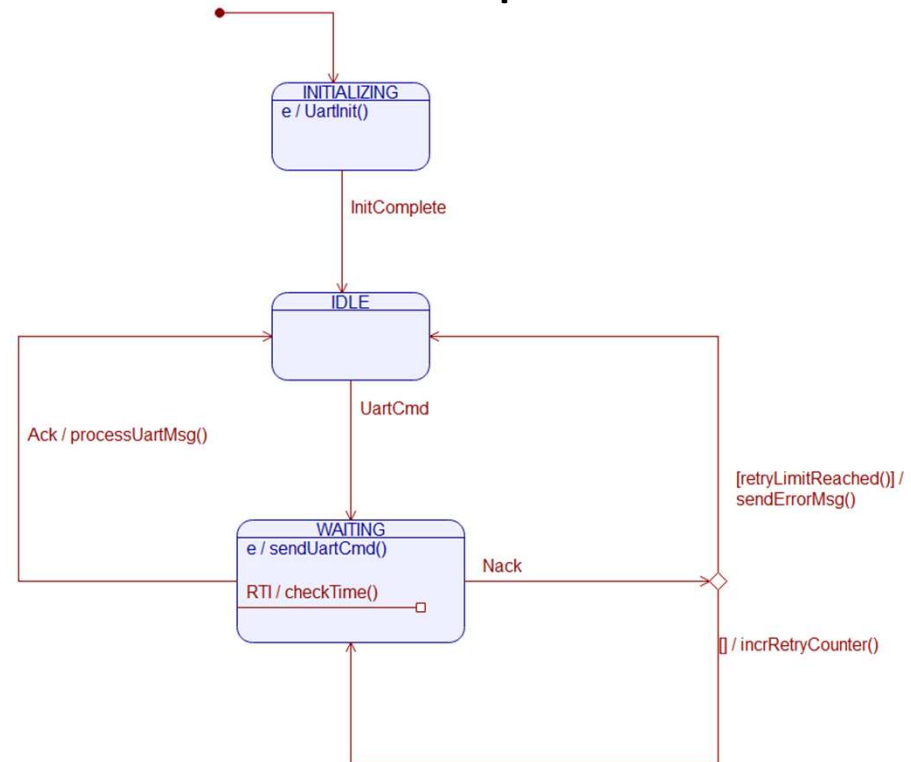 INITIALIZING
e / UartInit()
InitComplete
IDLE
UartCmd
Ack / processUartMsg()
[retryLimitReached()] /
sendErrorMsg()
WAITING
e / sendUartCmd()
Nack
RTI / checkTime()
[] / incrRetryCounter()